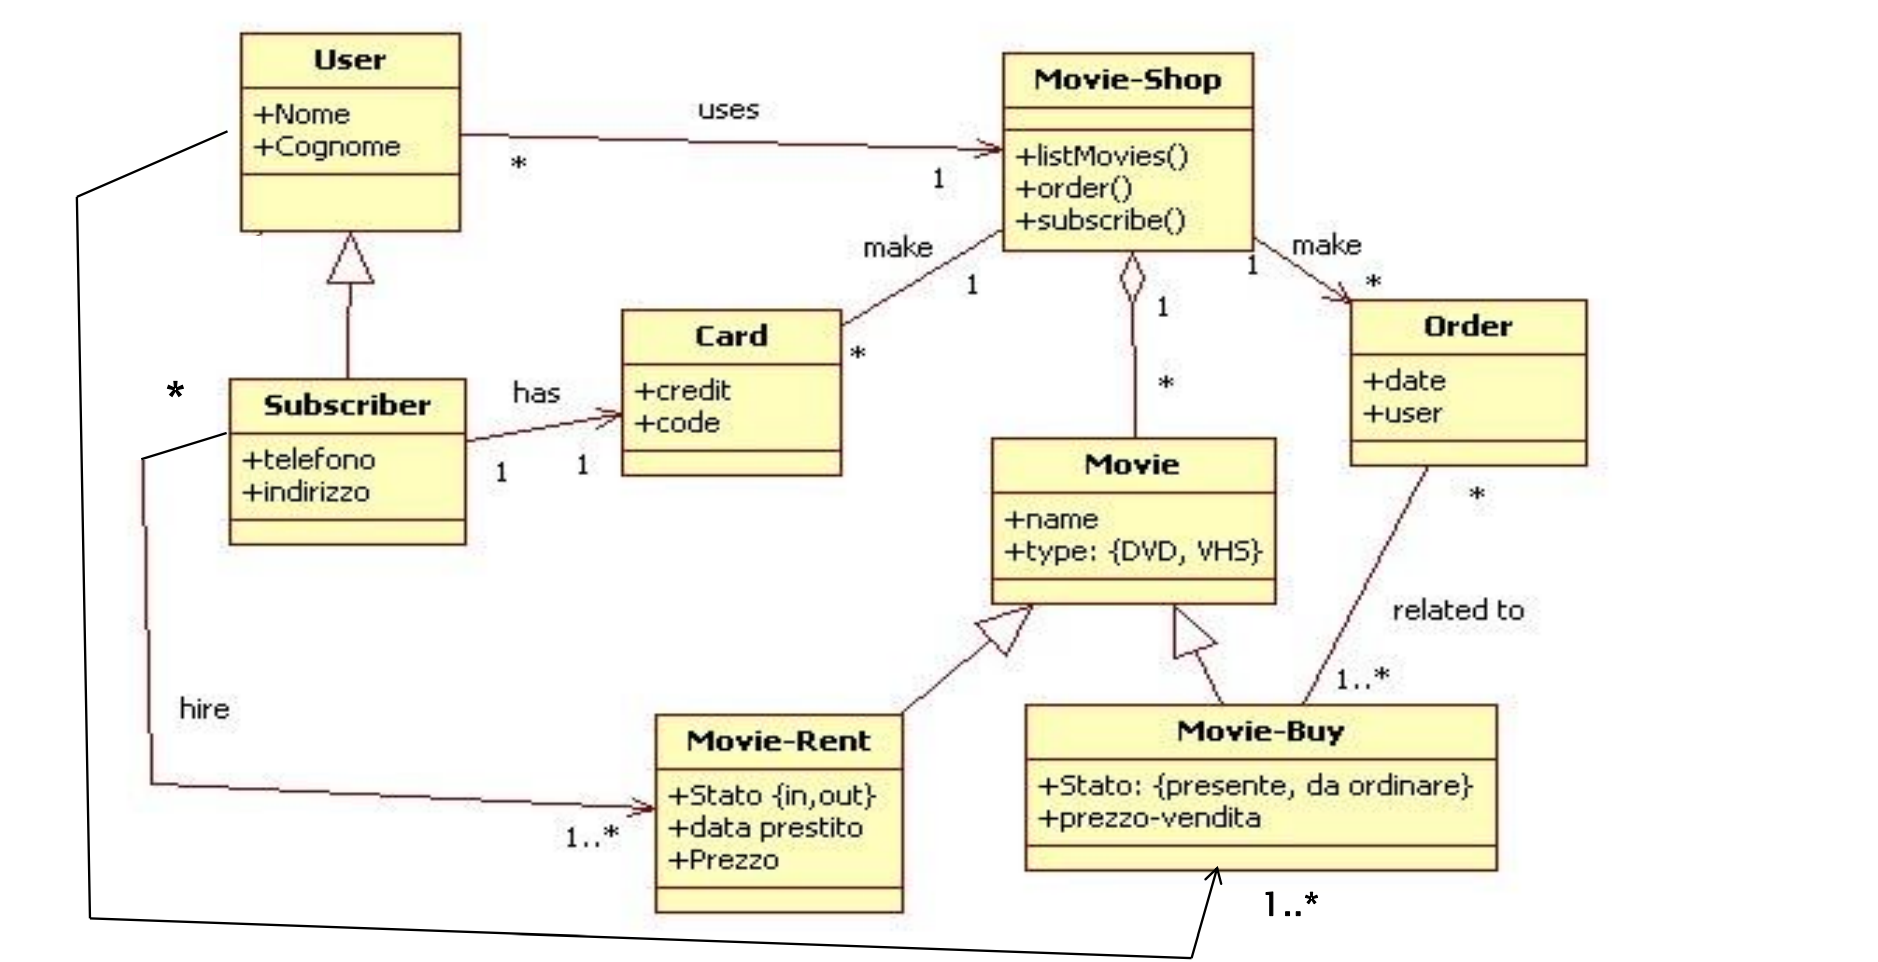 User
+Nome
+Cognome
uses
*
1
Movie-Shop
+listMovies()
+order()
+subscribe()
make
1
*
make
1
*
1
*
Card
+credit
+code
Order
+date
+user
*
Subscriber
+telefono
+indirizzo
has
1
1
Movie
+name
+type: {DVD, VHS}
*
related to
1..*
hire
1..*
Movie-Rent
+Stato {in,out}
+data prestito
+Prezzo
Movie-Buy
+Stato: {presente, da ordinare}
+prezzo-vendita
1..*